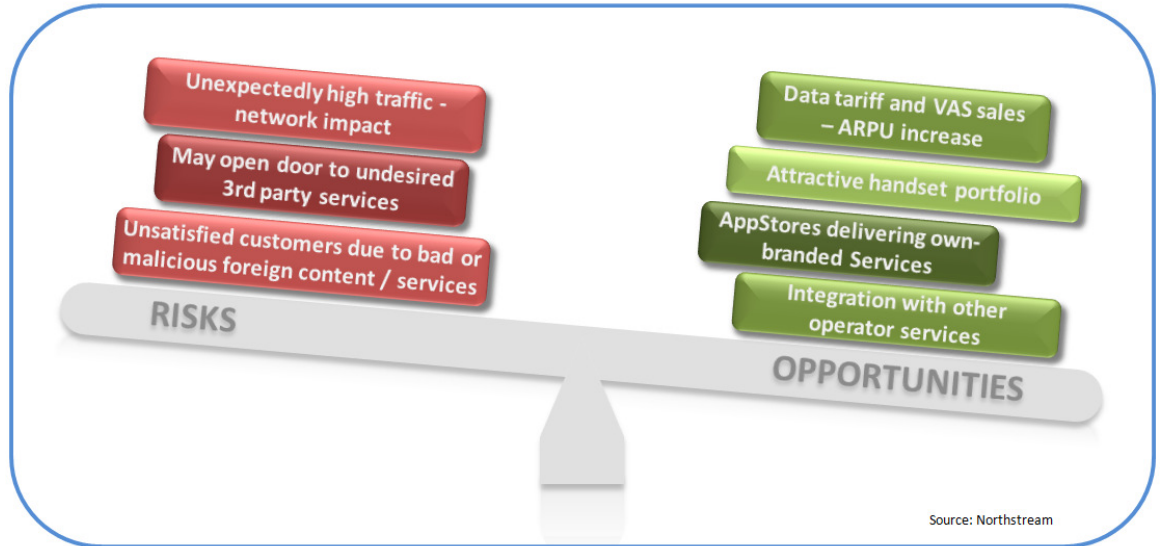 Unexpectedly high traffic -
network impact
May open door to undesired
3rd party services
Unsatisfied customers due to bad or
malicious foreign content / services
RISKS
Data tariff and VAS sales
– ARPU increase
Attractive handset portfolio
AppStores delivering own-
branded Services
Integration with other
operator services
OPPORTUNITIES
Source: Northstream